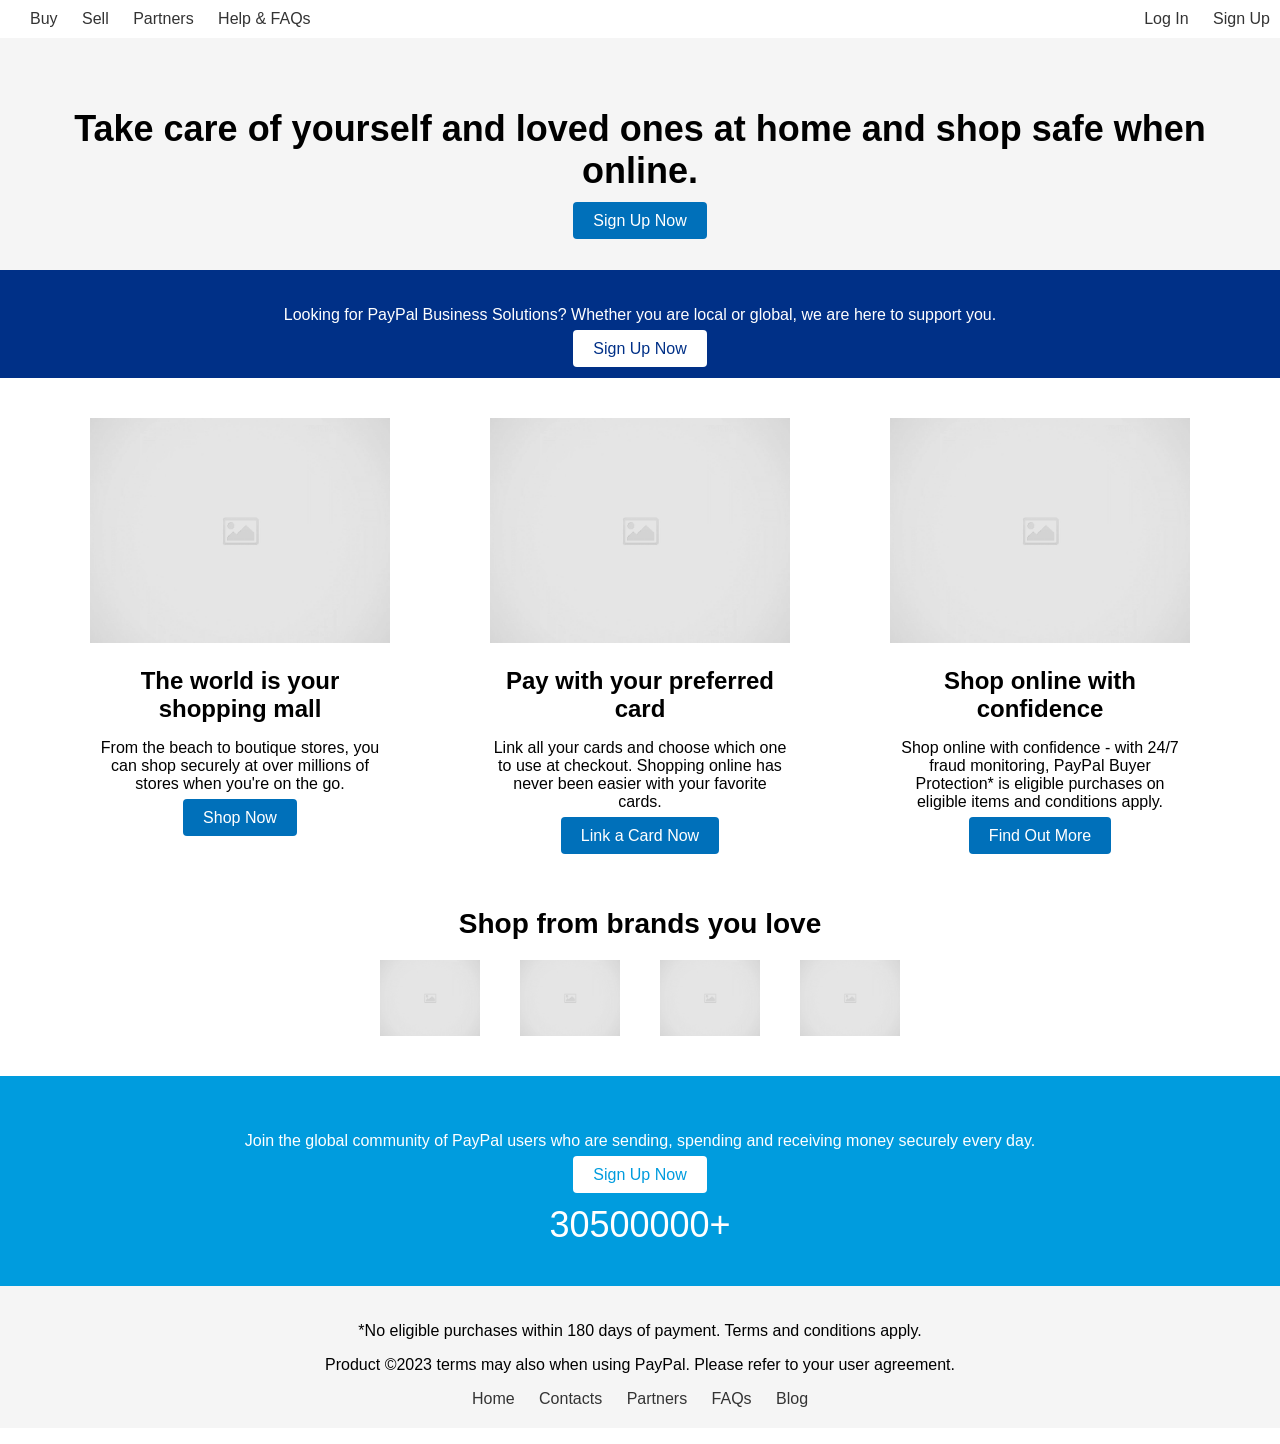 Buy Sell Partners Help & FAQs Log In Sign Up
Take care of yourself and loved ones at home and shop safe when
online.
Sign Up Now
Looking for PayPal Business Solutions? Whether you are local or global, we are here to support you.
Sign Up Now
The world is your
shopping mall
From the beach to boutique stores, you
can shop securely at over millions of
stores when you're on the go.
Shop Now
Pay with your preferred
card
Link all your cards and choose which one
to use at checkout. Shopping online has
never been easier with your favorite
cards.
Link a Card Now
Shop online with
confidence
Shop online with confidence - with 24/7
fraud monitoring, PayPal Buyer
Protection* is eligible purchases on
eligible items and conditions apply.
Find Out More
Shop from brands you love
Join the global community of PayPal users who are sending, spending and receiving money securely every day.
Sign Up Now
30500000+
*No eligible purchases within 180 days of payment. Terms and conditions apply.
Product ©2023 terms may also when using PayPal. Please refer to your user agreement.
Home Contacts Partners FAQs Blog